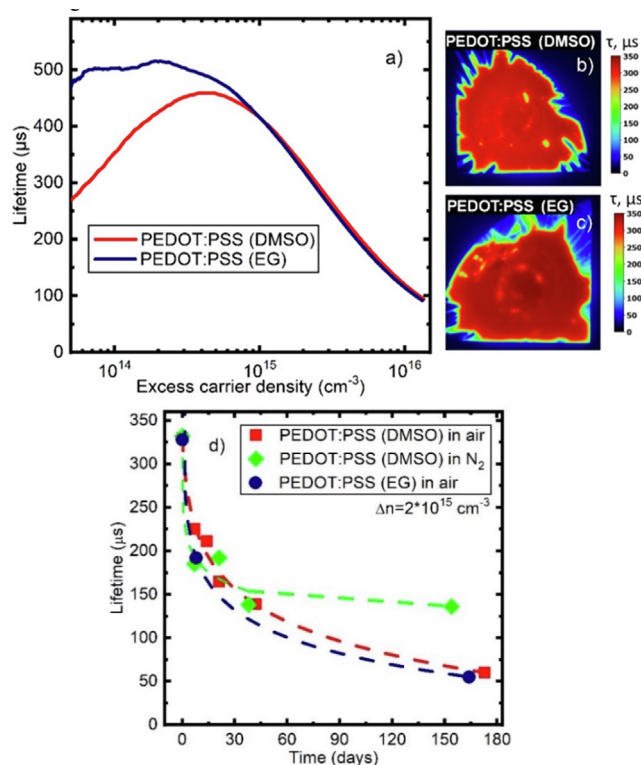 a)
500
400
300
200
100
0
Lifetime (µs)
PEDOT:PSS (DMSO)
PEDOT:PSS (EG)
10¹⁴
10¹⁵
10¹⁶
Excess carrier density (cm⁻³)
PEDOT:PSS (DMSO)
b)
τ, µs
350
300
250
200
150
100
50
0
PEDOT:PSS (EG)
c)
τ, µs
350
300
250
200
150
100
50
0
d)
PEDOT:PSS (DMSO) in air
PEDOT:PSS (DMSO) in N₂
PEDOT:PSS (EG) in air
Δn=2*10¹⁵ cm⁻³
350
300
250
200
150
100
50
0
Lifetime (µs)
0
30
60
90
120
150
180
Time (days)